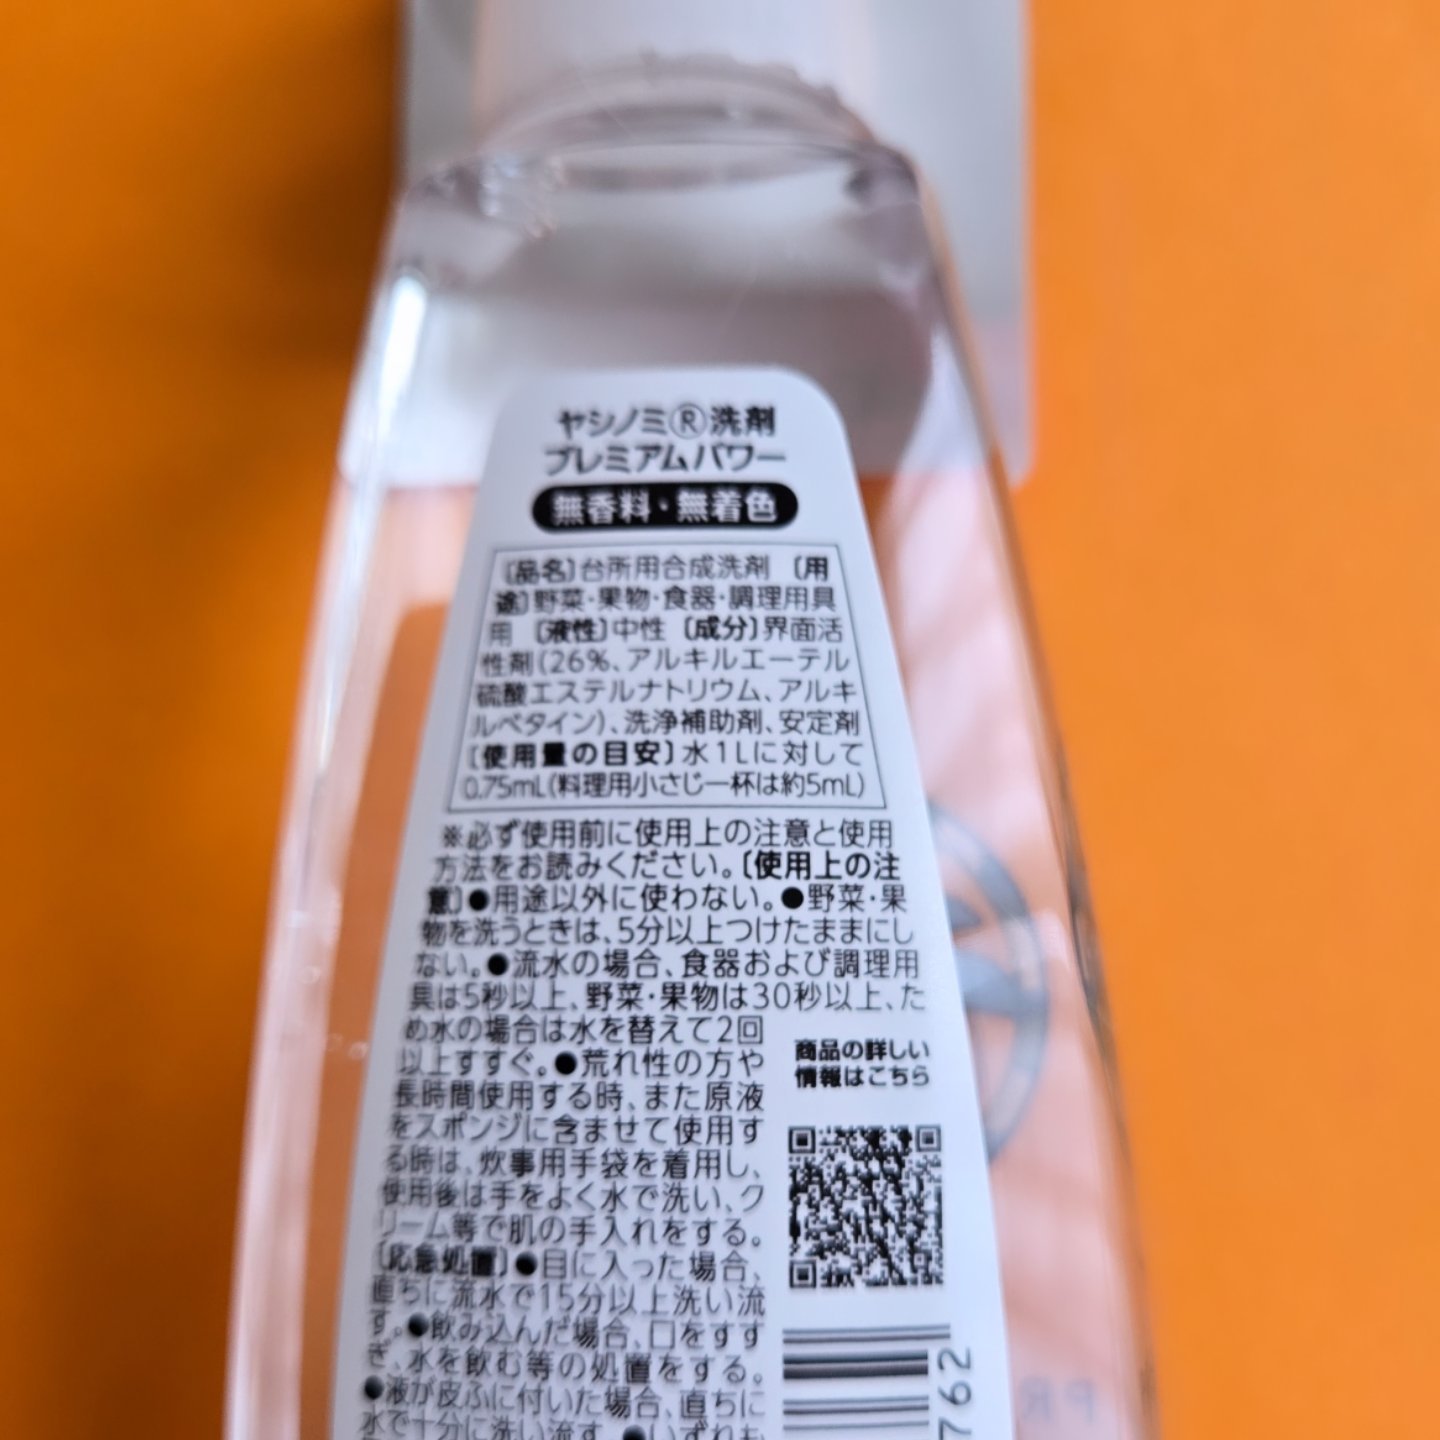 ヤシノミⓇ洗剤
プレミアムパワー
無香料・無着色
〔品名〕台所用合成洗剤 〔用
途〕野菜・果物・食器・調理用具
用 〔液性〕中性 〔成分〕界面活
性剤(26%、アルキルエーテル
硫酸エステルナトリウム、アルキ
ルベタイン)、洗浄補助剤、安定剤
〔使用量の目安〕水1Lに対して
0.75mL(料理用小さじ一杯は約5mL)
※必ず使用前に使用上の注意と使用
方法をお読みください。〔使用上の注
意〕●用途以外に使わない。●野菜・果
物を洗うときは、5分以上つけたままにし
ない。●流水の場合、食器および調理用
具は5秒以上、野菜・果物は30秒以上、た
め水の場合は水を替えて2回
以上すすぐ。●荒れ性の方や
長時間使用する時、また原液
をスポンジに含ませて使用す
る時は、炊事用手袋を着用し、
使用後は手をよく水で洗い、ク
リーム等で肌の手入れをする。
〔応急処置〕●目に入った場合、
直ちに流水で15分以上洗い流
す。●飲み込んだ場合、口をすす
ぎ、水を飲む等の処置をする。
●液が皮ふに付いた場合、直ちに
水で十分に洗い流す。●いずれも
商品の詳しい
情報はこちら
762
PR